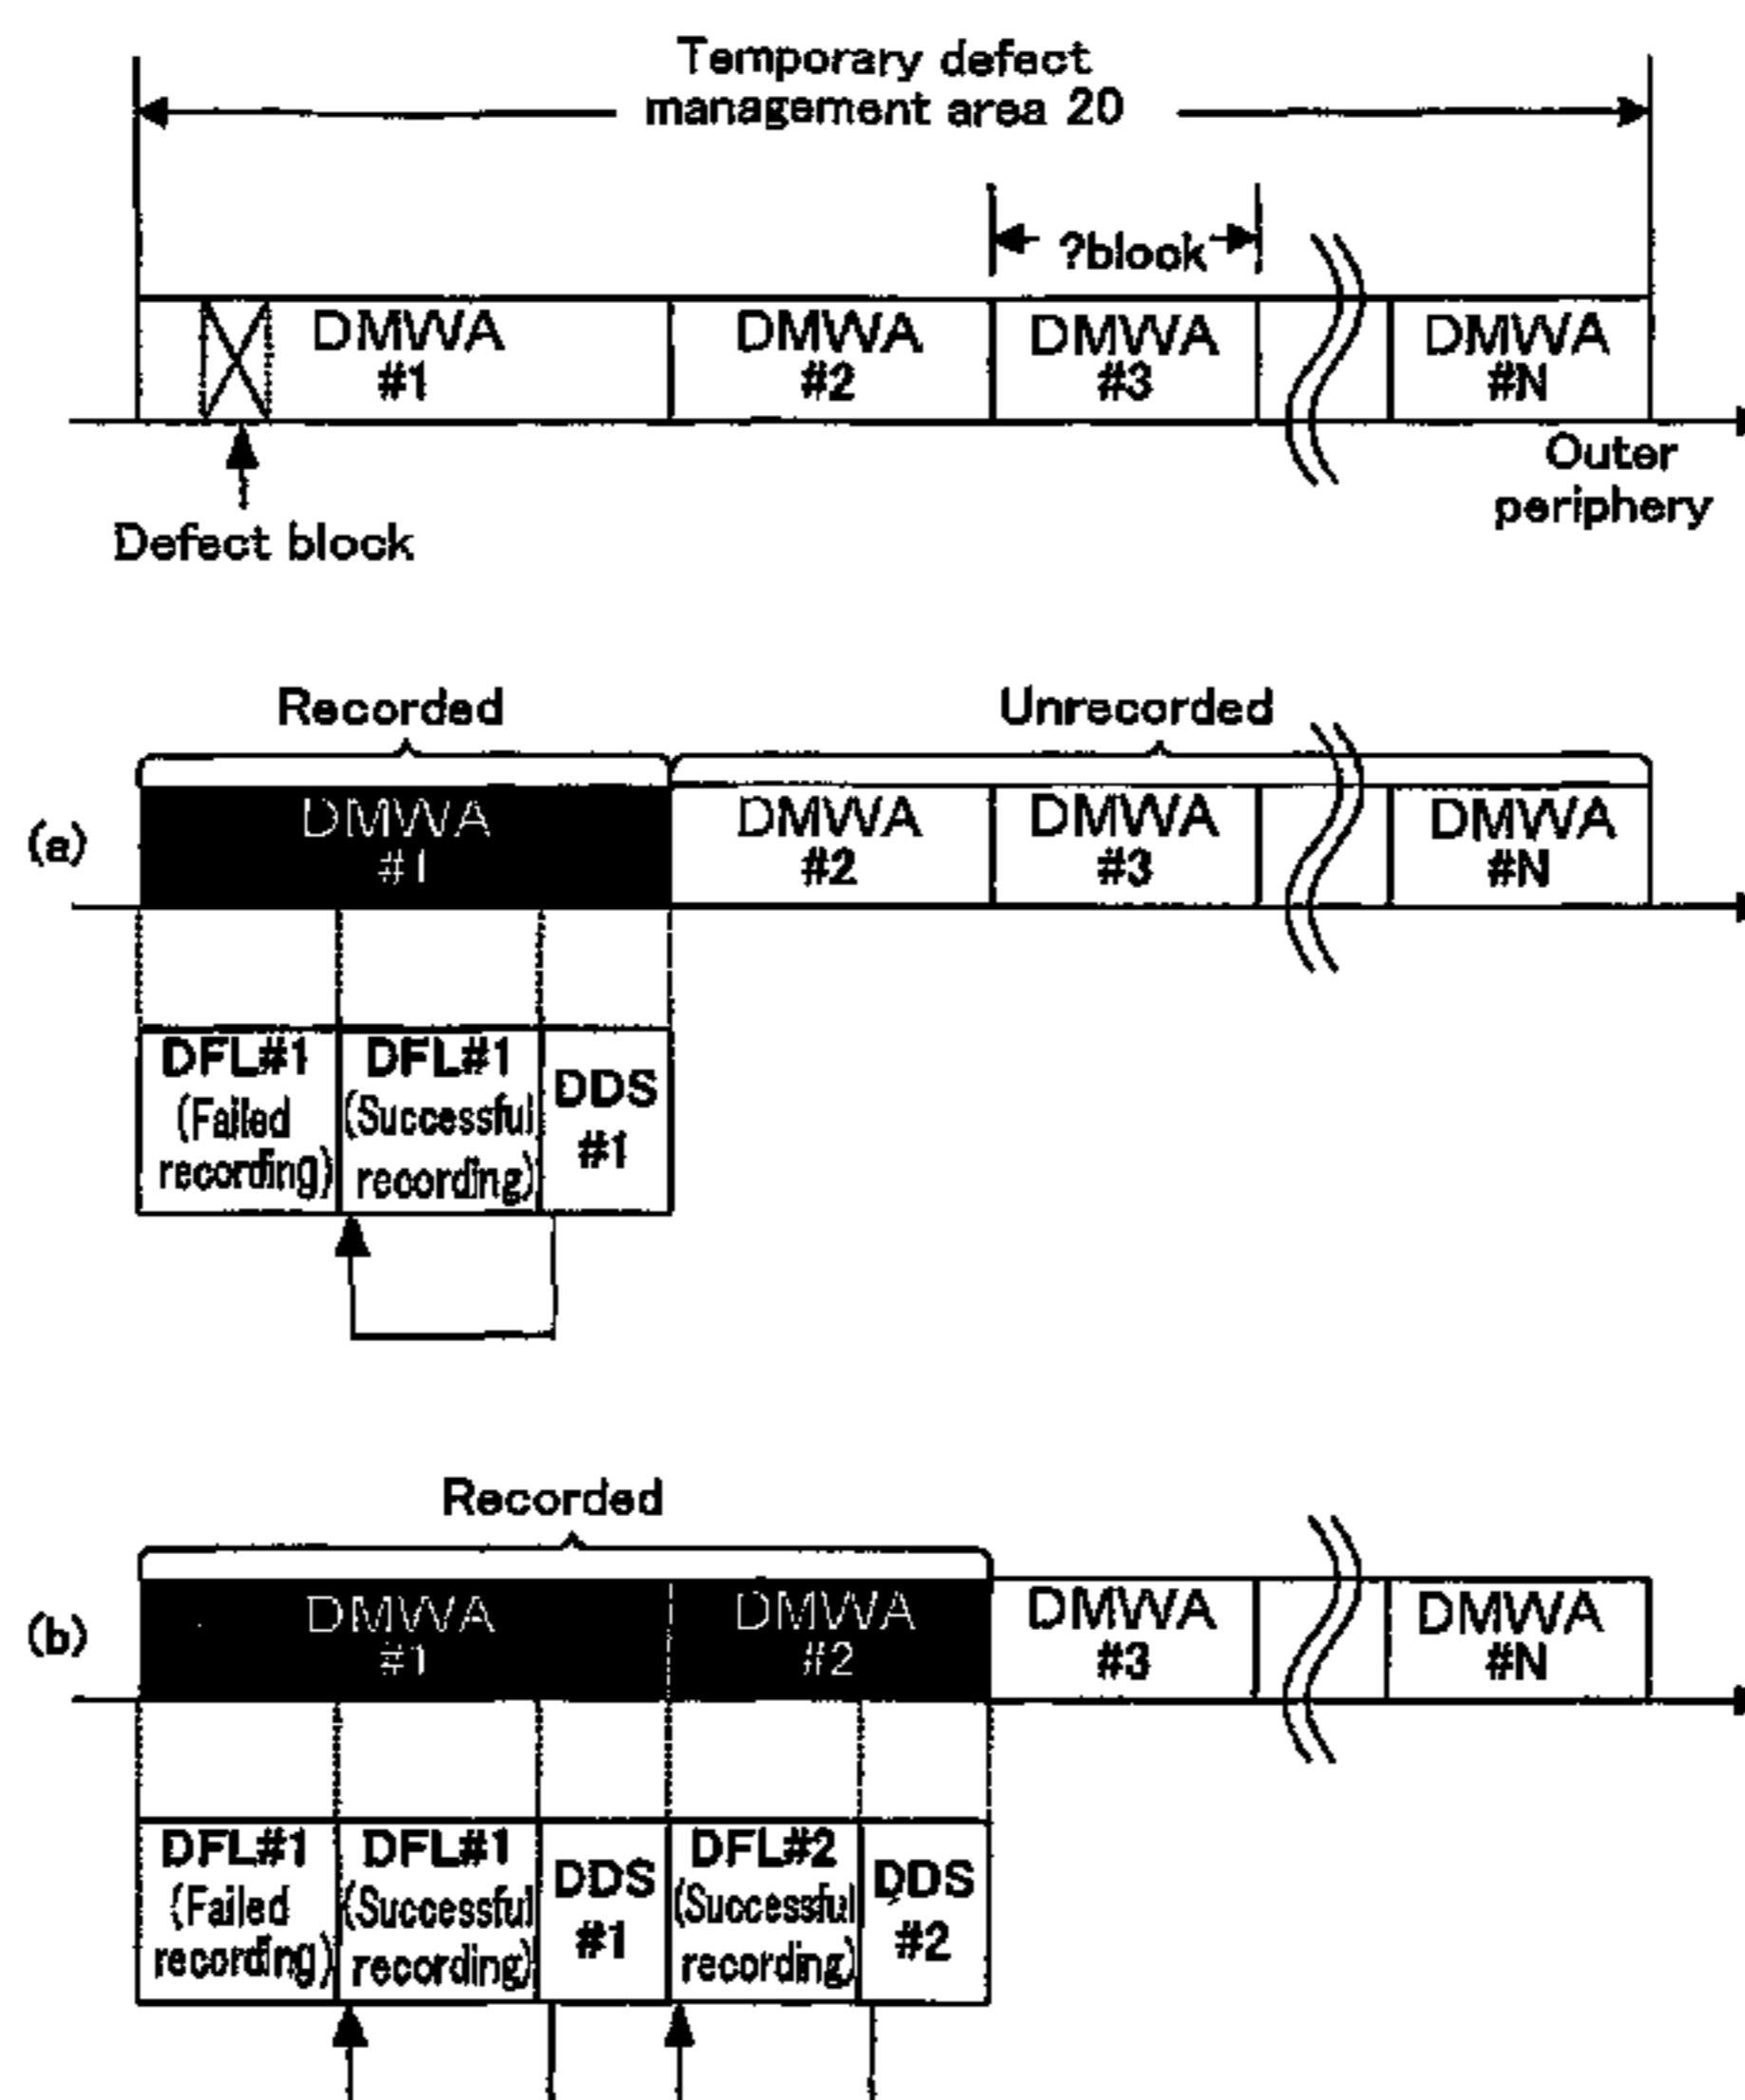 Temporary defect
management area 20
?block
DMWA
#1
DMWA
#2
DMWA
#3
DMWA
#N
Outer
periphery
Defect block
Recorded
Unrecorded
(a)
DMWA
#1
DMWA
#2
DMWA
#3
DMWA
#N
DFL#1
(Failed
recording)
DFL#1
(Successful
recording)
DDS
#1
Recorded
(b)
DMWA
#1
DMWA
#2
DMWA
#3
DMWA
#N
DFL#1
(Failed
recording)
DFL#1
(Successful
recording)
DDS
#1
DFL#2
(Successful
recording)
DDS
#2